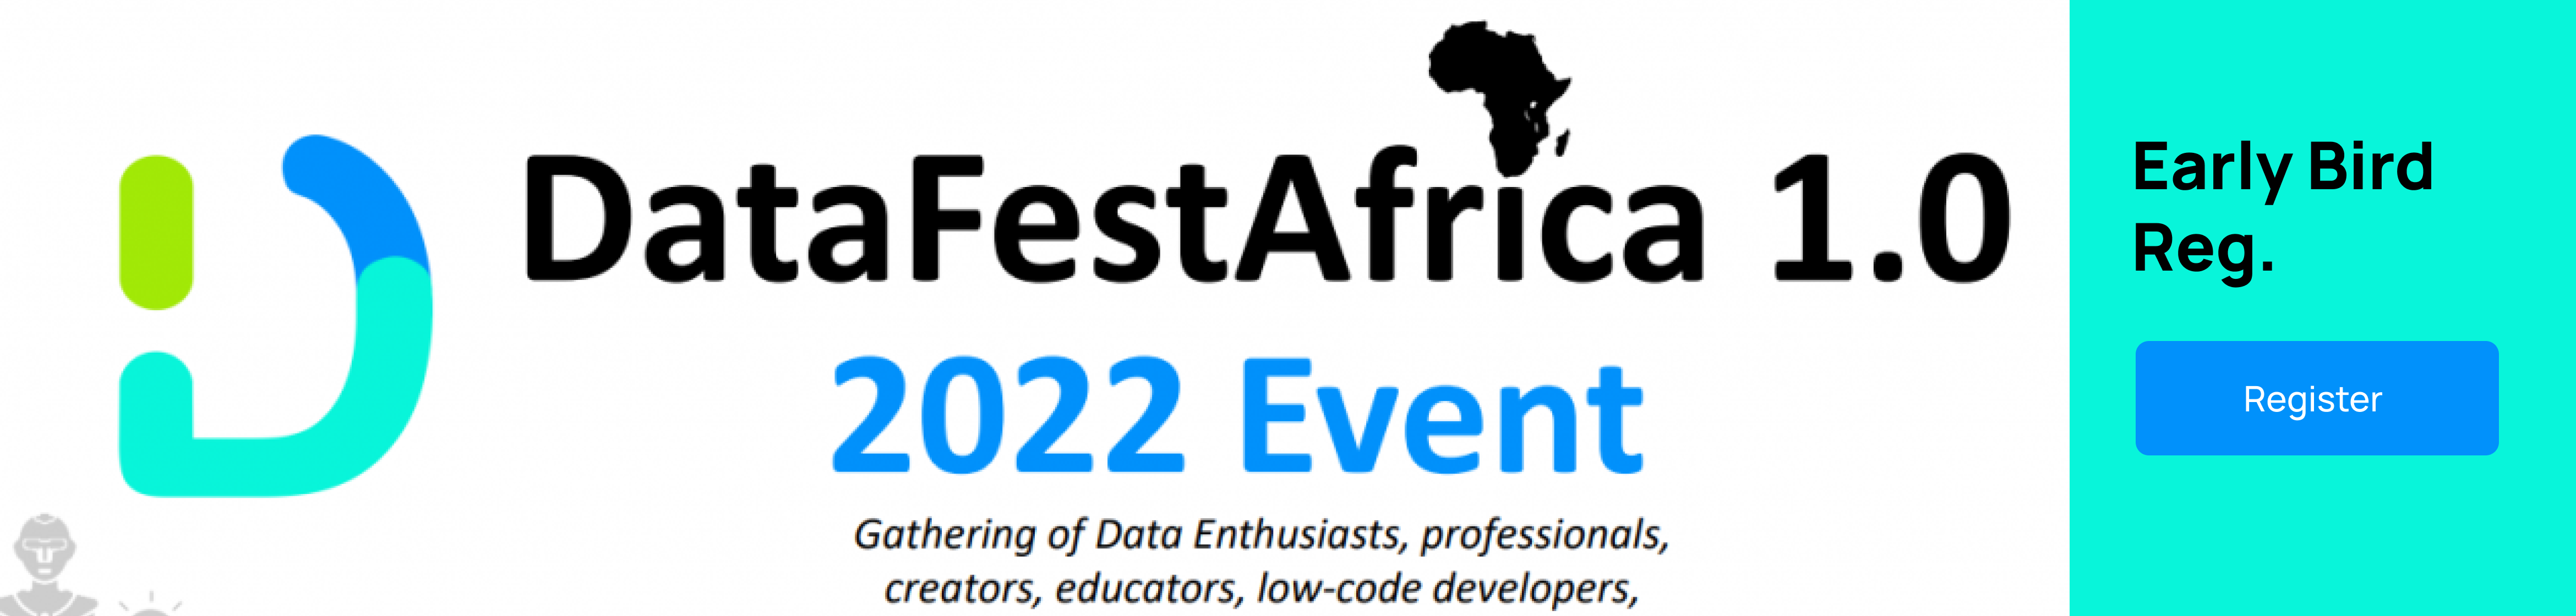 DataFestAfrica 1.0
2022 Event
Gathering of Data Enthusiasts, professionals,
creators, educators, low-code developers,
Early Bird
Reg.
Register